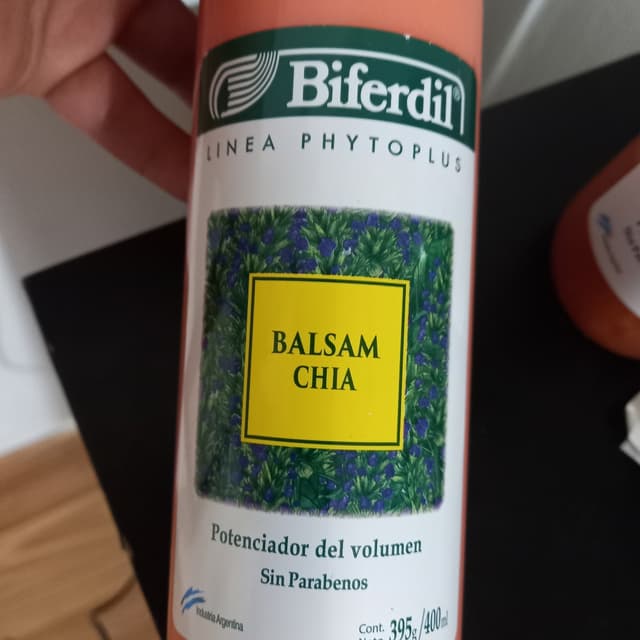 Biferdil®
LINEA PHYTOPLUS
BALSAM
CHIA
Potenciador del volumen
Sin Parabenos
Industria Argentina
Cont. 395g/400ml